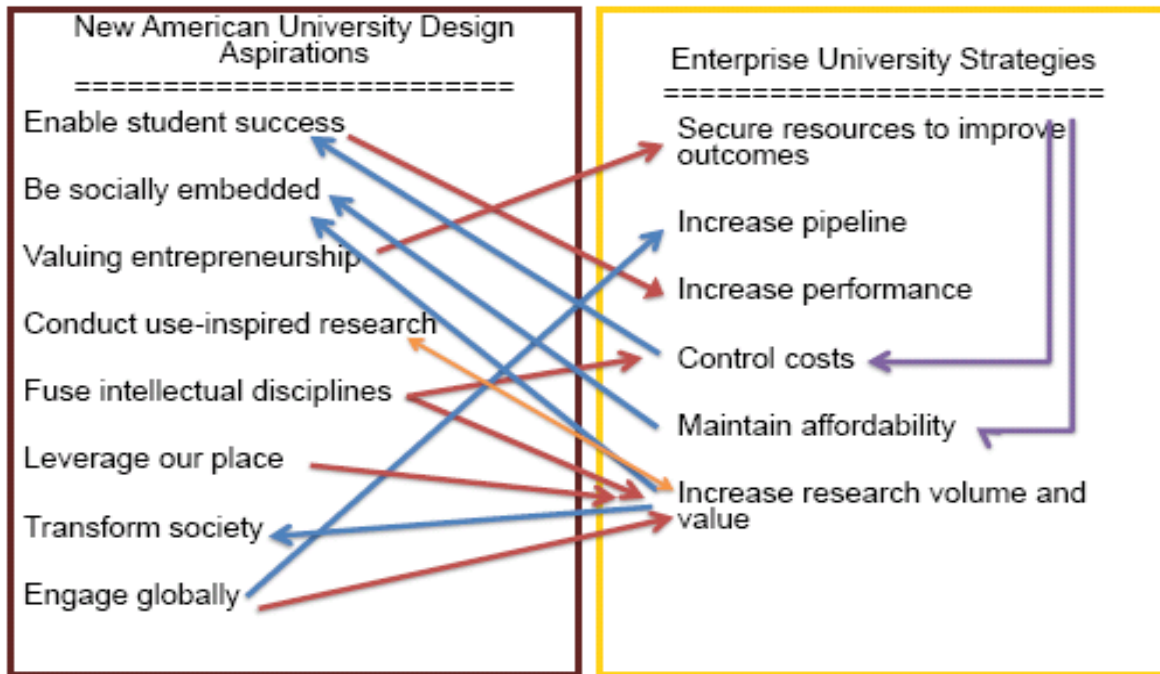 New American University Design
Aspirations
=========================
Enable student success
Be socially embedded
Valuing entrepreneurship
Conduct use-inspired research
Fuse intellectual disciplines
Leverage our place
Transform society
Engage globally
Enterprise University Strategies
=========================
Secure resources to improve
outcomes
Increase pipeline
Increase performance
Control costs
Maintain affordability
Increase research volume and
value